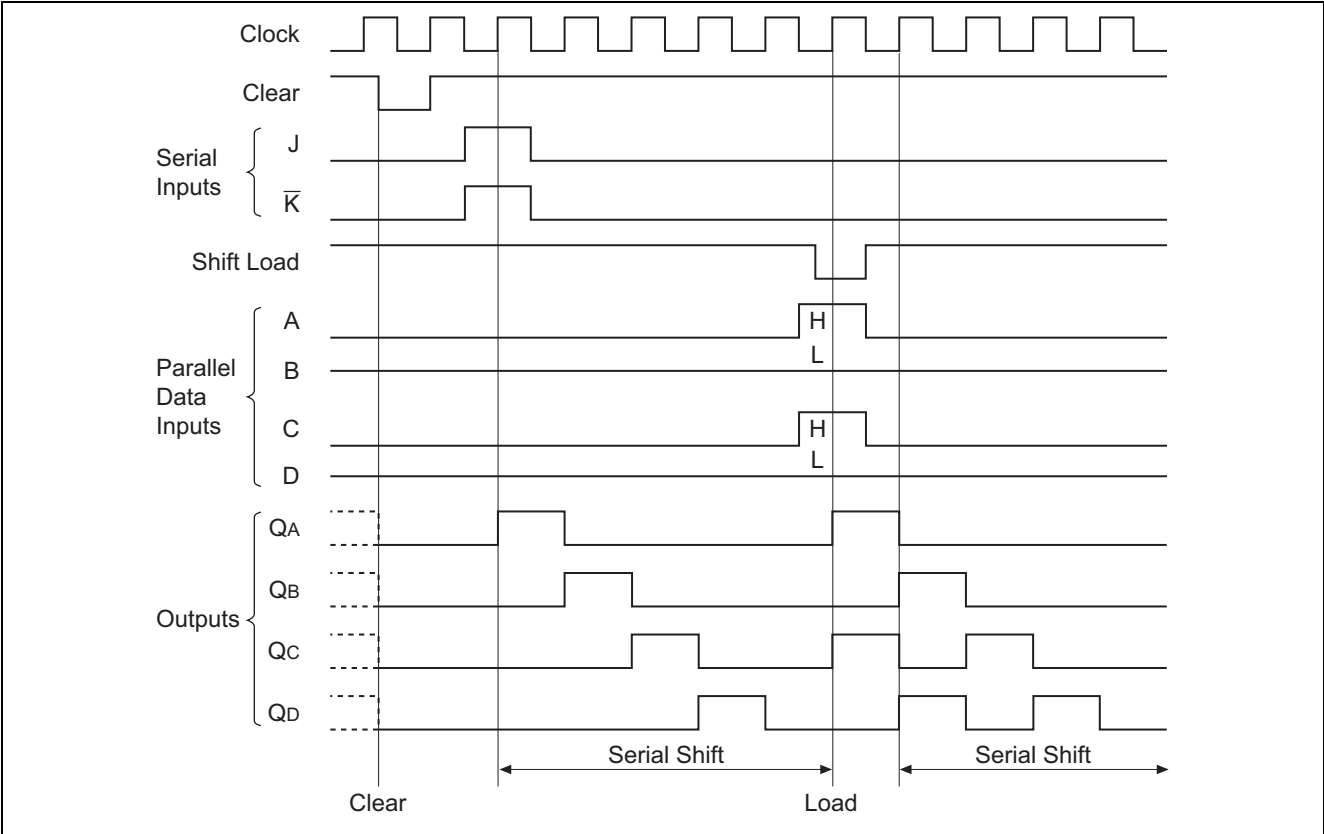 Clock
Clear
Serial
Inputs
J
K̅
Shift Load
Parallel
Data
Inputs
A
H
L
B
C
H
L
D
Outputs
QA
QB
QC
QD
Serial Shift
Serial Shift
Clear
Load